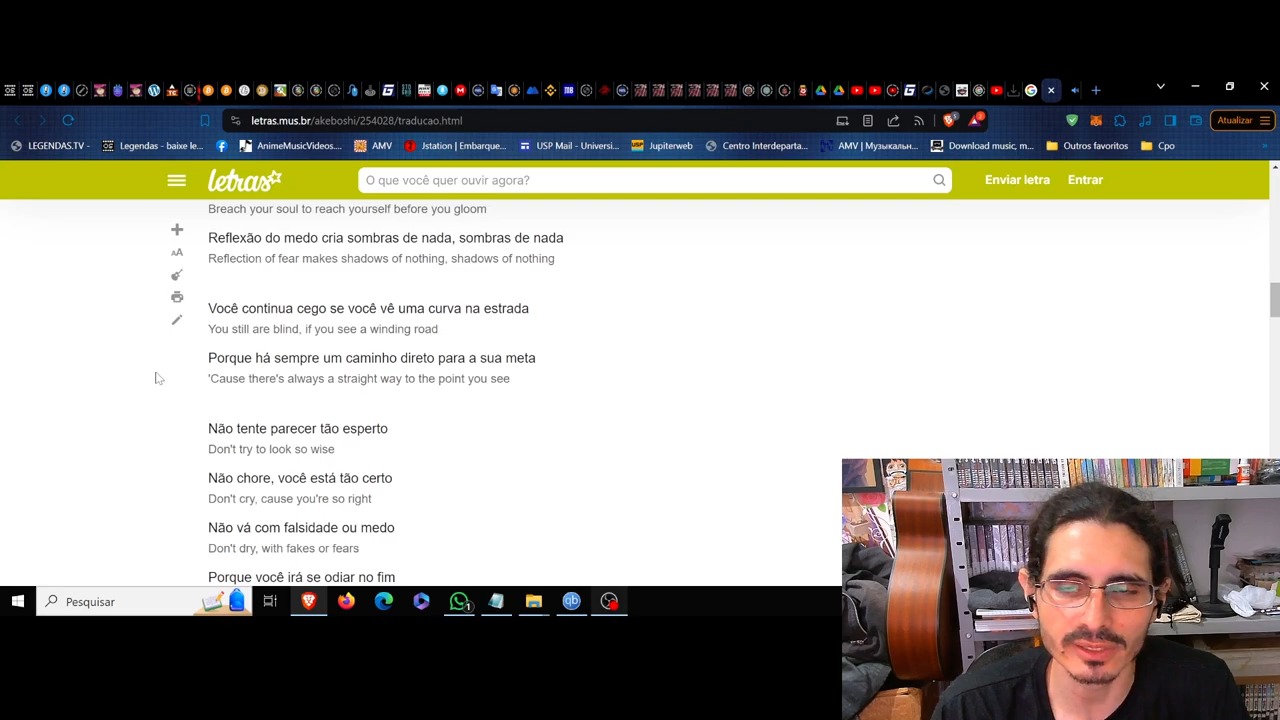 letras.mus.br/akeboshi/254028/traducao.html
Atualizar
LEGENDAS.TV -
Legendas - baixe le...
AnimeMusicVideos....
AMV
Jstation | Embarque...
USP Mail - Universi...
Jupiterweb
Centro Interdeparta...
AMV | Музыкальн...
Download music, m...
Outros favoritos
Cpo
letras
O que você quer ouvir agora?
Enviar letra
Entrar
Breach your soul to reach yourself before you gloom
Reflexão do medo cria sombras de nada, sombras de nada
Reflection of fear makes shadows of nothing, shadows of nothing
Você continua cego se você vê uma curva na estrada
You still are blind, if you see a winding road
Porque há sempre um caminho direto para a sua meta
'Cause there's always a straight way to the point you see
Não tente parecer tão esperto
Don't try to look so wise
Não chore, você está tão certo
Don't cry, cause you're so right
Não vá com falsidade ou medo
Don't dry, with fakes or fears
Porque você irá se odiar no fim
Pesquisar